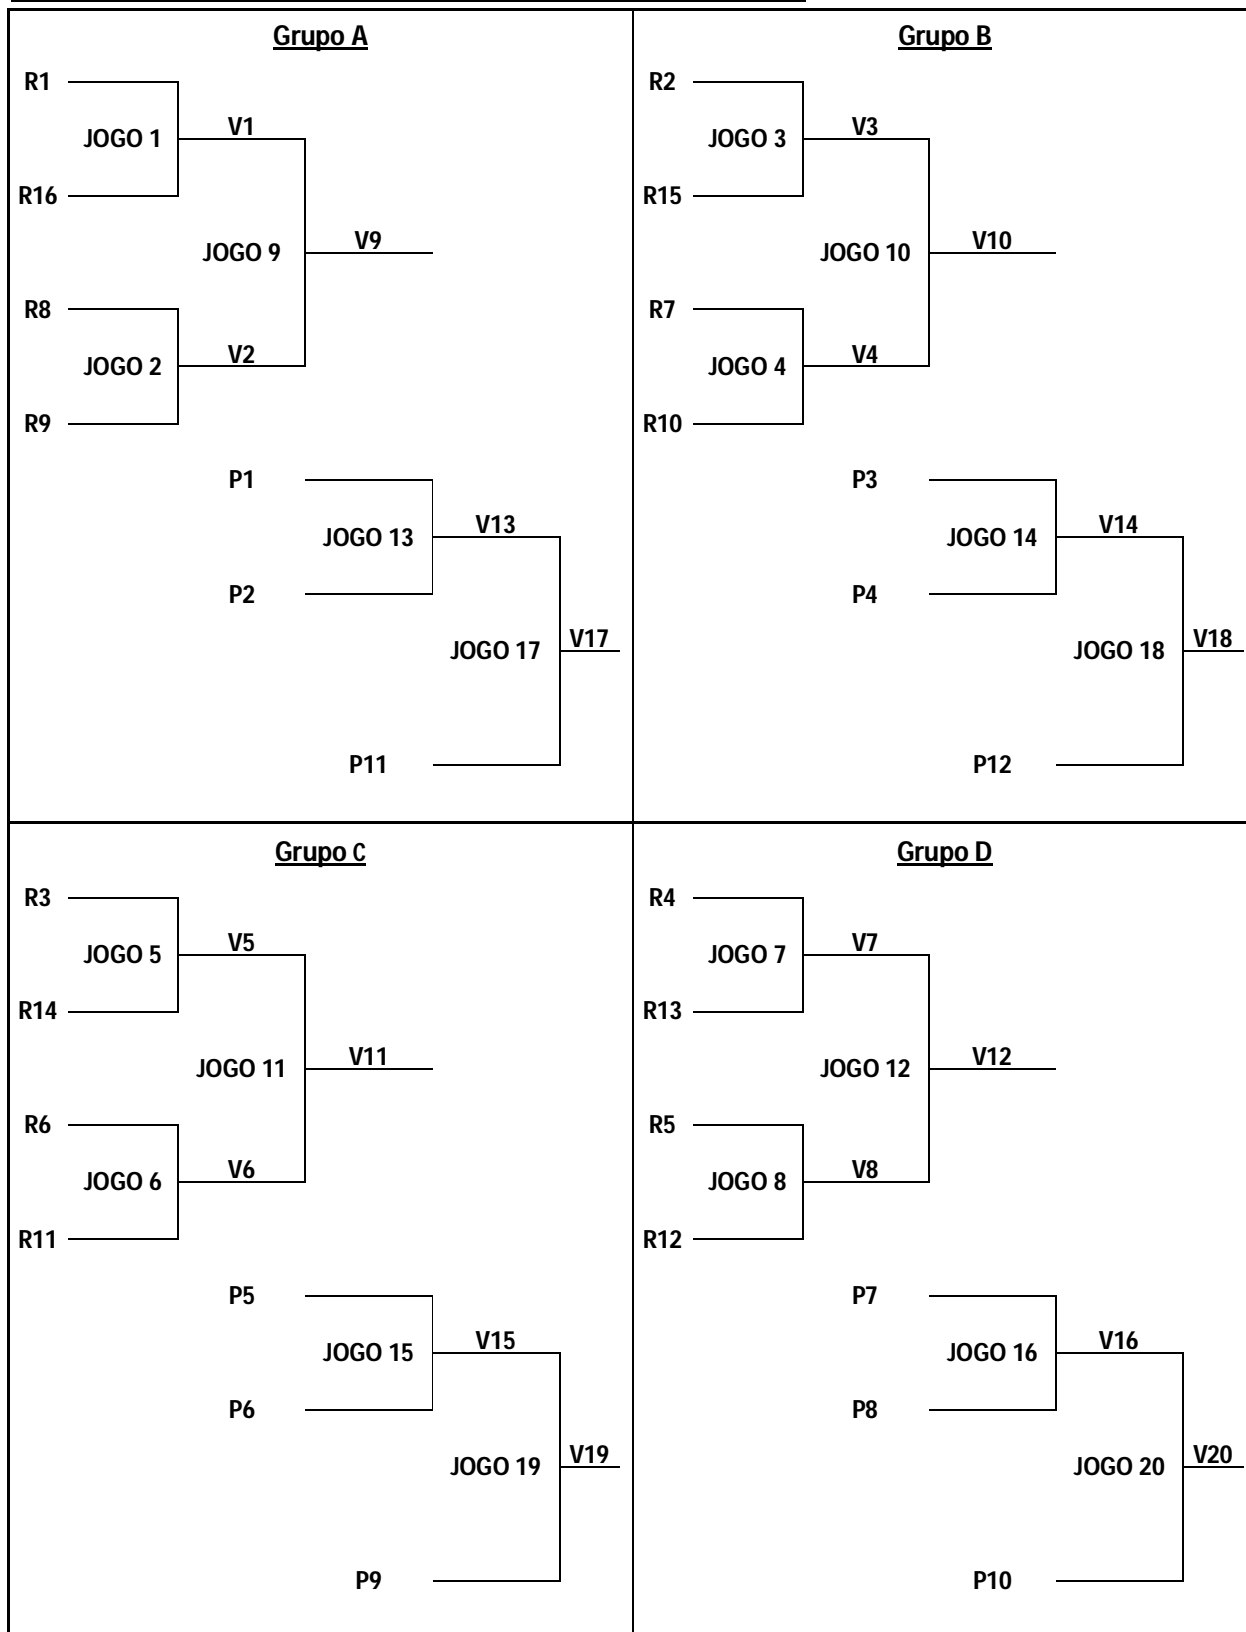 Grupo A
R1
V1
JOGO 1
R16
V9
JOGO 9
R8
V2
JOGO 2
R9
P1
V13
JOGO 13
P2
V17
JOGO 17
P11
Grupo B
R2
V3
JOGO 3
R15
V10
JOGO 10
R7
V4
JOGO 4
R10
P3
V14
JOGO 14
P4
V18
JOGO 18
P12
Grupo C
R3
V5
JOGO 5
R14
V11
JOGO 11
R6
V6
JOGO 6
R11
P5
V15
JOGO 15
P6
V19
JOGO 19
P9
Grupo D
R4
V7
JOGO 7
R13
V12
JOGO 12
R5
V8
JOGO 8
R12
P7
V16
JOGO 16
P8
V20
JOGO 20
P10